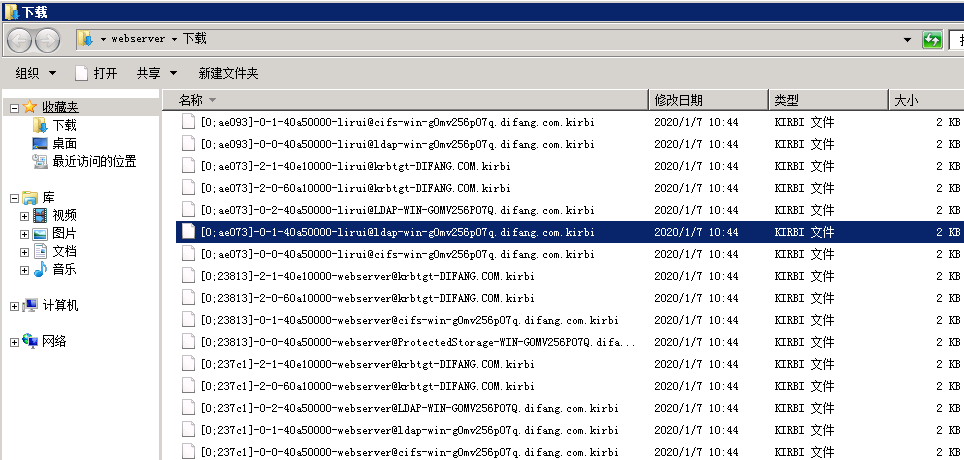 下载
webserver 下载
组织 打开 共享 新建文件夹
收藏夹
下载
桌面
最近访问的位置
库
视频
图片
文档
音乐
计算机
网络
名称 修改日期 类型 大小
[0;ae093]-0-1-40a50000-lirui@cifs-win-g0mv256p07q.difang.com.kirbi 2020/1/7 10:44 KIRBI 文件 2 KB
[0;ae093]-0-0-40a50000-lirui@ldap-win-g0mv256p07q.difang.com.kirbi 2020/1/7 10:44 KIRBI 文件 2 KB
[0;ae073]-2-1-40e10000-lirui@krbtgt-DIFANG.COM.kirbi 2020/1/7 10:44 KIRBI 文件 2 KB
[0;ae073]-2-0-60a10000-lirui@krbtgt-DIFANG.COM.kirbi 2020/1/7 10:44 KIRBI 文件 2 KB
[0;ae073]-0-2-40a50000-lirui@LDAP-WIN-G0MV256P07Q.difang.com.kirbi 2020/1/7 10:44 KIRBI 文件 2 KB
[0;ae073]-0-1-40a50000-lirui@ldap-win-g0mv256p07q.difang.com.kirbi 2020/1/7 10:44 KIRBI 文件 2 KB
[0;ae073]-0-0-40a50000-lirui@cifs-win-g0mv256p07q.difang.com.kirbi 2020/1/7 10:44 KIRBI 文件 2 KB
[0;23813]-2-1-40e10000-webserver@krbtgt-DIFANG.COM.kirbi 2020/1/7 10:44 KIRBI 文件 2 KB
[0;23813]-2-0-60a10000-webserver@krbtgt-DIFANG.COM.kirbi 2020/1/7 10:44 KIRBI 文件 2 KB
[0;23813]-0-1-40a50000-webserver@cifs-win-g0mv256p07q.difang.com.kirbi 2020/1/7 10:44 KIRBI 文件 2 KB
[0;23813]-0-0-40a50000-webserver@ProtectedStorage-WIN-G0MV256P07Q.difa... 2020/1/7 10:44 KIRBI 文件 2 KB
[0;237c1]-2-1-40e10000-webserver@krbtgt-DIFANG.COM.kirbi 2020/1/7 10:44 KIRBI 文件 2 KB
[0;237c1]-2-0-60a10000-webserver@krbtgt-DIFANG.COM.kirbi 2020/1/7 10:44 KIRBI 文件 2 KB
[0;237c1]-0-2-40a50000-webserver@LDAP-WIN-G0MV256P07Q.difang.com.kirbi 2020/1/7 10:44 KIRBI 文件 2 KB
[0;237c1]-0-1-40a50000-webserver@ldap-win-g0mv256p07q.difang.com.kirbi 2020/1/7 10:44 KIRBI 文件 2 KB
[0;237c1]-0-0-40a50000-webserver@cifs-win-g0mv256p07q.difang.com.kirbi 2020/1/7 10:44 KIRBI 文件 2 KB